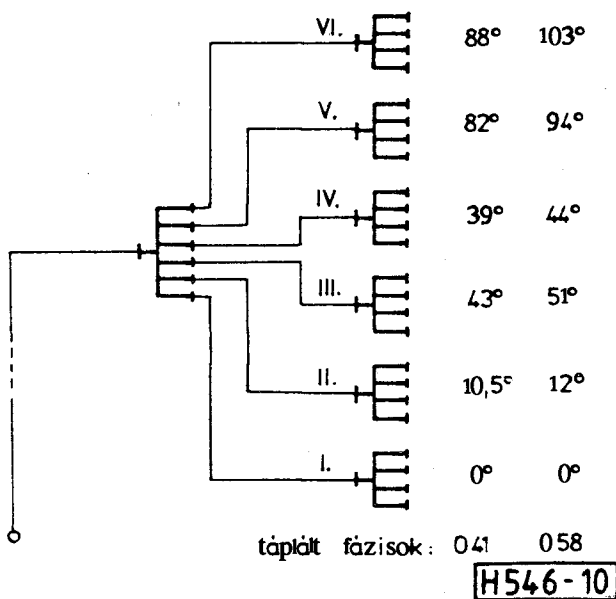 VI. 88° 103°
V. 82° 94°
IV. 39° 44°
III. 43° 51°
II. 10,5° 12°
I. 0° 0°
táplált fázisok: 041 058
H546-10